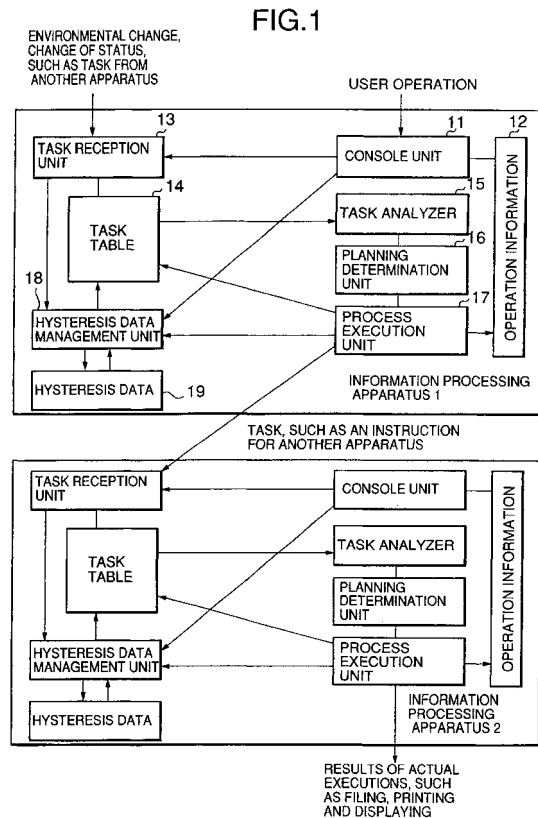 FIG.1
ENVIRONMENTAL CHANGE,
CHANGE OF STATUS,
SUCH AS TASK FROM
ANOTHER APPARATUS
USER OPERATION
13
TASK RECEPTION
UNIT
11
CONSOLE UNIT
12
OPERATION INFORMATION
14
TASK
TABLE
15
TASK ANALYZER
16
PLANNING
DETERMINATION
UNIT
18
HYSTERESIS DATA
MANAGEMENT UNIT
17
PROCESS
EXECUTION
UNIT
HYSTERESIS DATA
19
INFORMATION PROCESSING
APPARATUS 1
TASK, SUCH AS AN INSTRUCTION
FOR ANOTHER APPARATUS
TASK RECEPTION
UNIT
CONSOLE UNIT
OPERATION INFORMATION
TASK
TABLE
TASK ANALYZER
PLANNING
DETERMINATION
UNIT
HYSTERESIS DATA
MANAGEMENT UNIT
PROCESS
EXECUTION
UNIT
HYSTERESIS DATA
INFORMATION
PROCESSING
APPARATUS 2
RESULTS OF ACTUAL
EXECUTIONS, SUCH
AS FILING, PRINTING
AND DISPLAYING